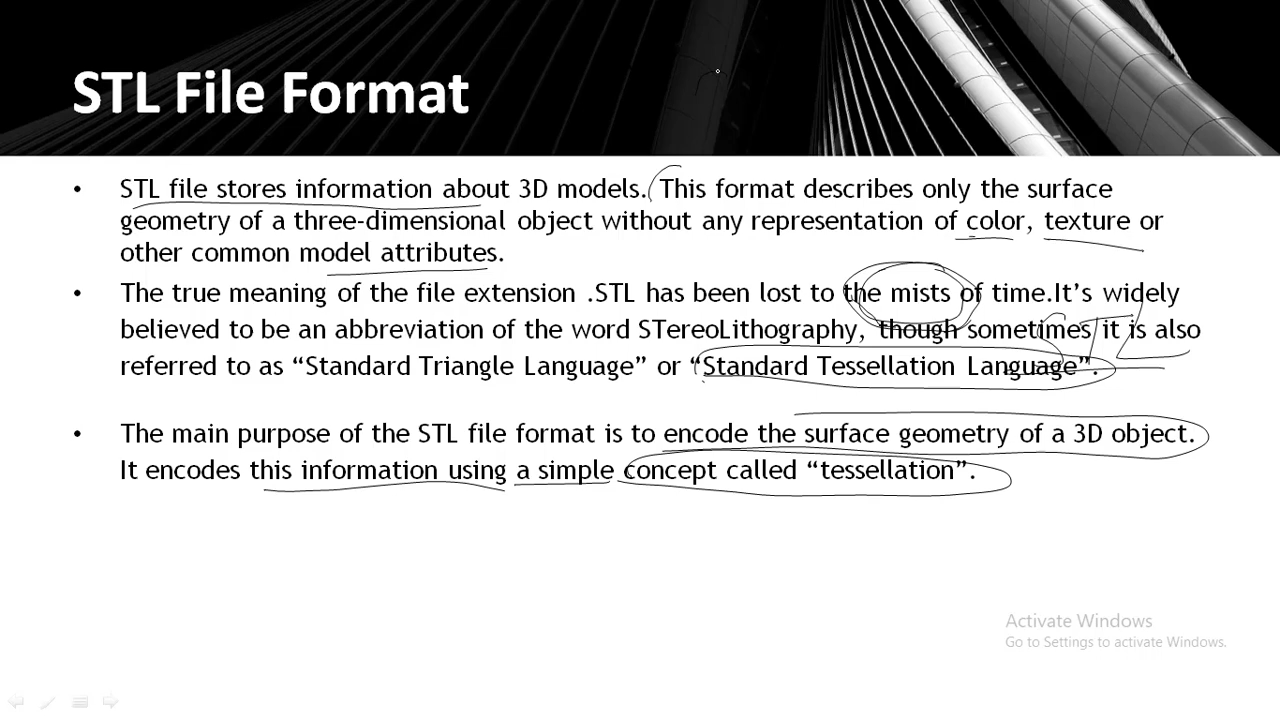 STL File Format
• STL file stores information about 3D models. This format describes only the surface
geometry of a three-dimensional object without any representation of color, texture or
other common model attributes.
• The true meaning of the file extension .STL has been lost to the mists of time.It’s widely
believed to be an abbreviation of the word STereoLithography, though sometimes it is also
referred to as “Standard Triangle Language” or “Standard Tessellation Language”.
STL
• The main purpose of the STL file format is to encode the surface geometry of a 3D object.
It encodes this information using a simple concept called “tessellation”.
Activate Windows
Go to Settings to activate Windows.